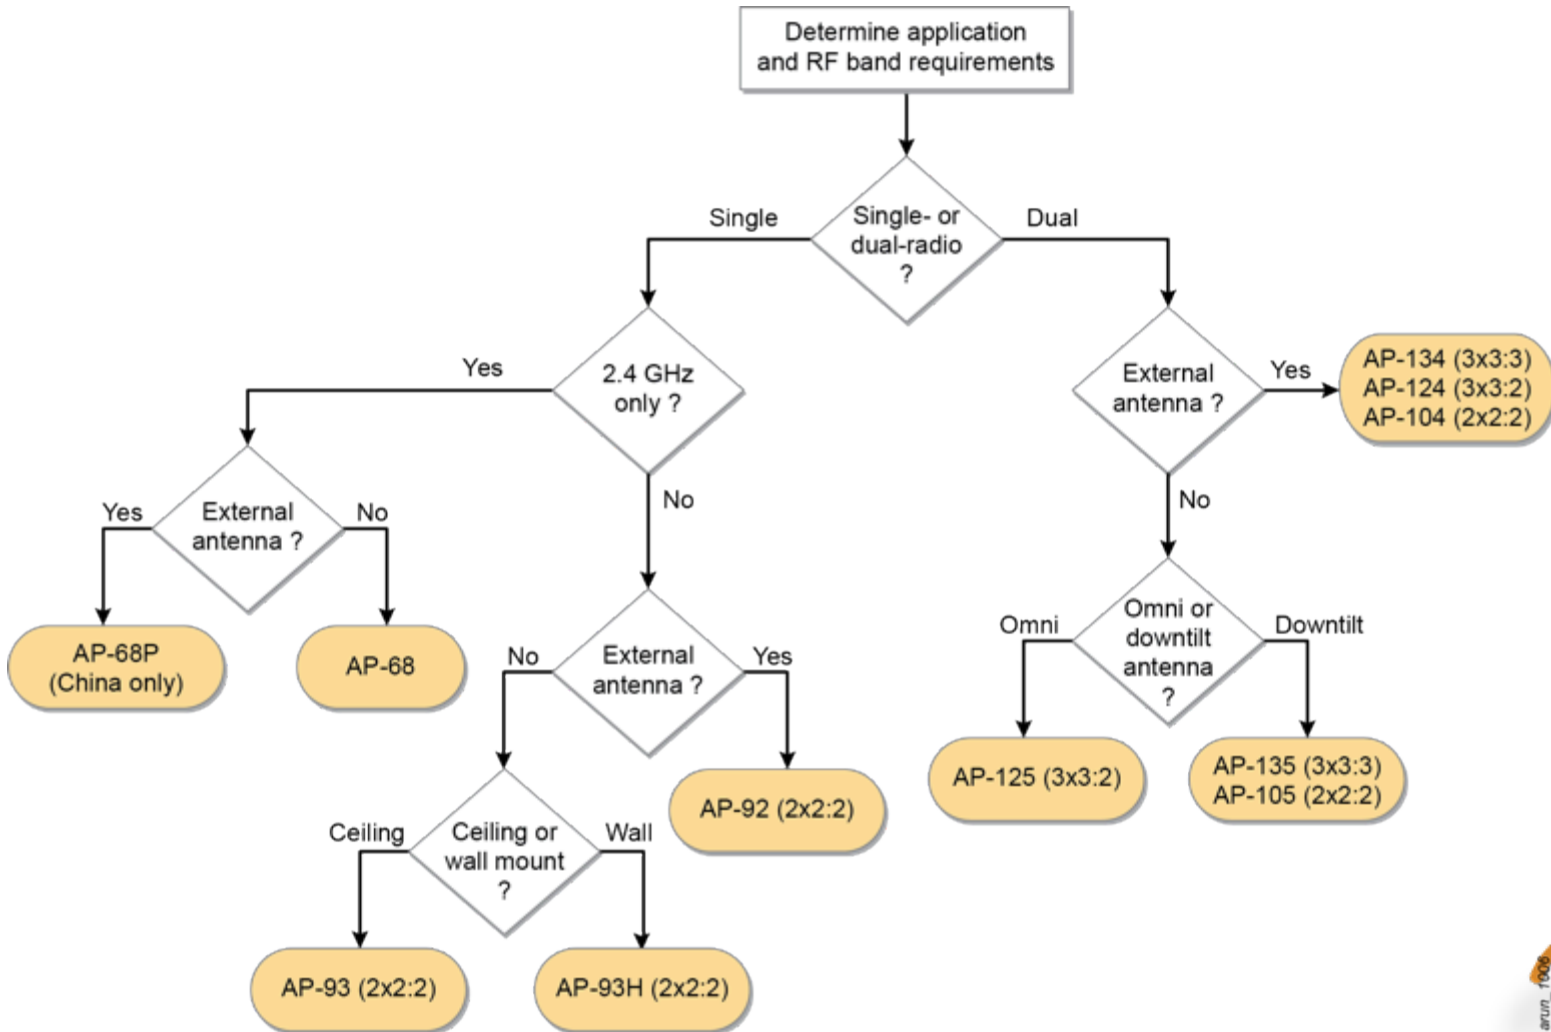 Determine application
and RF band requirements
Single
Single- or
dual-radio
?
Dual
Yes
2.4 GHz
only ?
External
antenna ?
Yes
AP-134 (3x3:3)
AP-124 (3x3:2)
AP-104 (2x2:2)
No
No
Yes
External
antenna ?
No
Omni
Omni or
downtilt
antenna
?
Downtilt
AP-68P
(China only)
AP-68
No
External
antenna ?
Yes
AP-125 (3x3:2)
AP-135 (3x3:3)
AP-105 (2x2:2)
AP-92 (2x2:2)
Ceiling
Ceiling or
wall mount
?
Wall
AP-93 (2x2:2)
AP-93H (2x2:2)
arun_1006